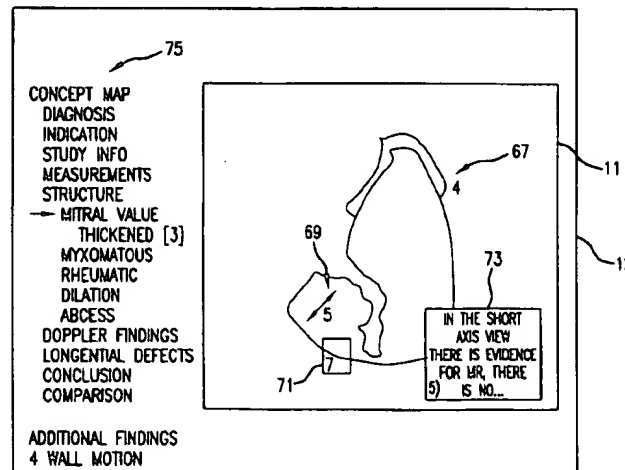 75
CONCEPT MAP
DIAGNOSIS
INDICATION
STUDY INFO
MEASUREMENTS
STRUCTURE
MITRAL VALUE
THICKENED [3]
MYXOMATOUS
RHEUMATIC
DILATION
ABCESS
DOPPLER FINDINGS
LONGENTIAL DEFECTS
CONCLUSION
COMPARISON
ADDITIONAL FINDINGS
4 WALL MOTION
67
4
11
69
5
73
7
71
IN THE SHORT
AXIS VIEW
THERE IS EVIDENCE
FOR MR, THERE
5) IS NO...